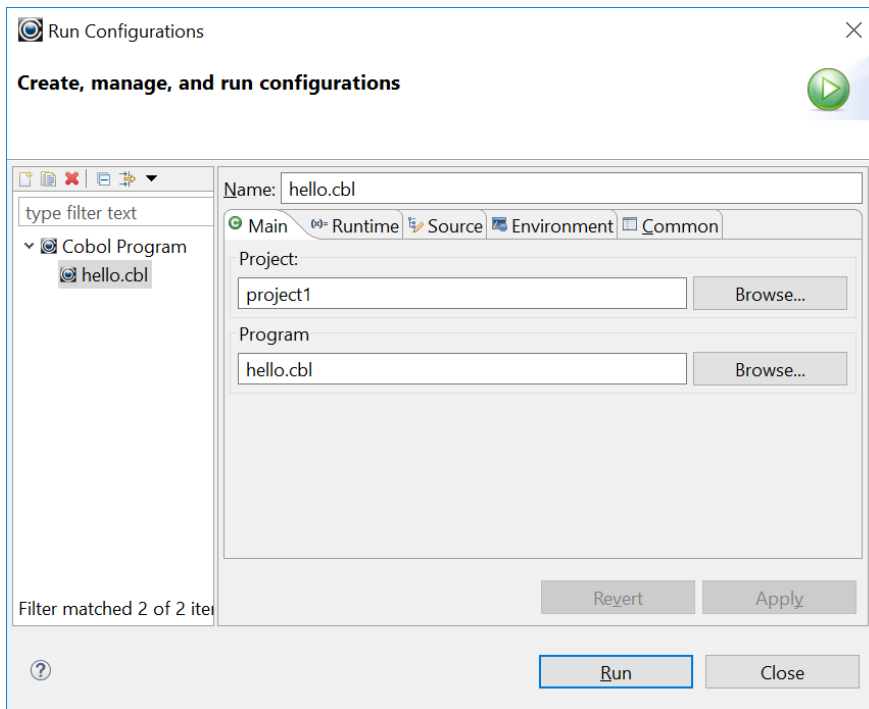 Run Configurations
Create, manage, and run configurations
type filter text
Cobol Program
hello.cbl
Filter matched 2 of 2 iter
Name: hello.cbl
Main (x)= Runtime Source Environment Common
Project:
project1 Browse...
Program
hello.cbl Browse...
Revert Apply
? Run Close